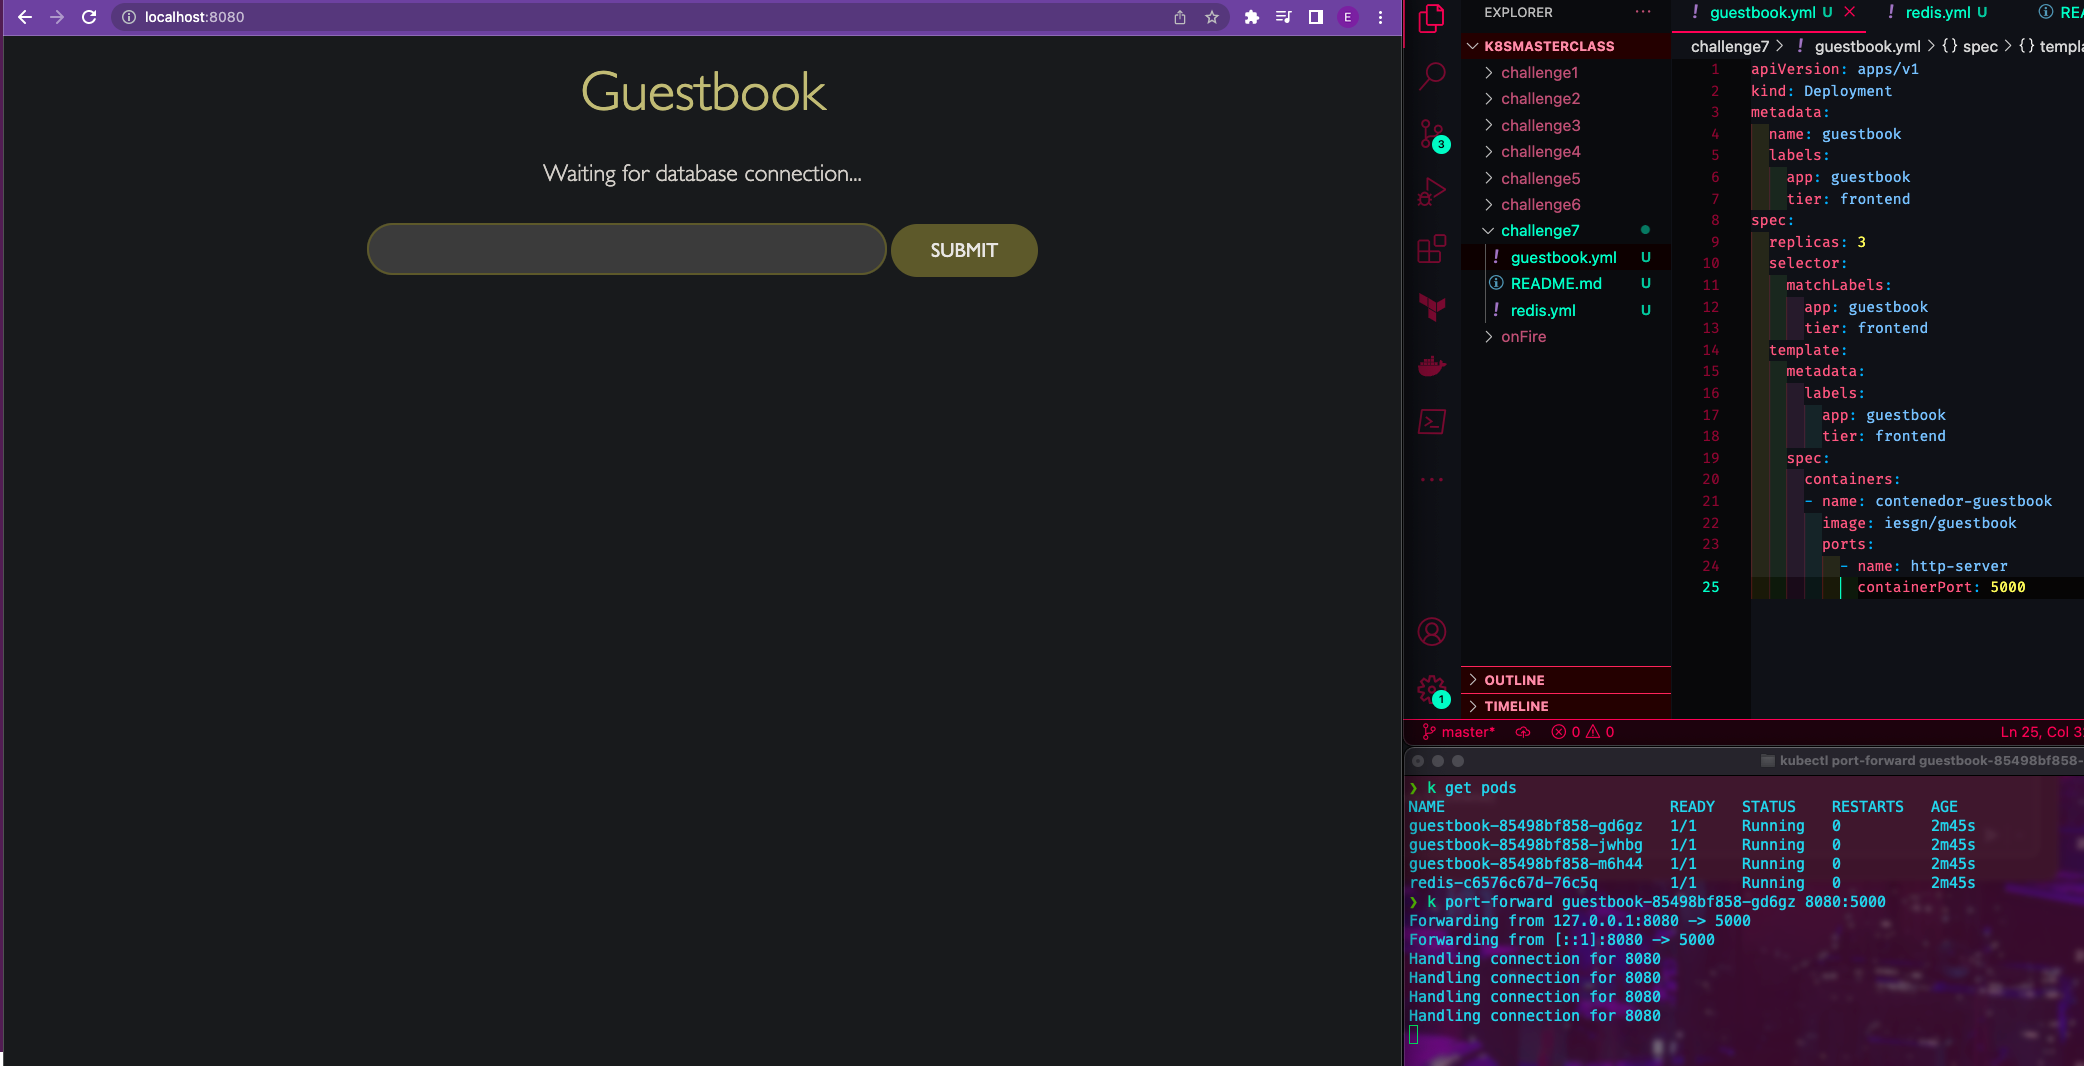 localhost:8080
E
Guestbook
Waiting for database connection...
SUBMIT
EXPLORER
K8SMASTERCLASS
challenge1
challenge2
challenge3
challenge4
challenge5
challenge6
challenge7
guestbook.yml U
README.md U
redis.yml U
onFire
OUTLINE
TIMELINE
3
1
! guestbook.yml U
! redis.yml U
challenge7 > ! guestbook.yml > {} spec > {}
1 apiVersion: apps/v1
2 kind: Deployment
3 metadata:
4 name: guestbook
5 labels:
6 app: guestbook
7 tier: frontend
8 spec:
9 replicas: 3
10 selector:
11 matchLabels:
12 app: guestbook
13 tier: frontend
14 template:
15 metadata:
16 labels:
17 app: guestbook
18 tier: frontend
19 spec:
20 containers:
21 - name: contenedor-guestbook
22 image: iesgn/guestbook
23 ports:
24 - name: http-server
25 containerPort: 5000
master* 0 0 Ln 25, Col 3
kubectl port-forward guestbook-85498bf858-
❯ k get pods
NAME READY STATUS RESTARTS AGE
guestbook-85498bf858-gd6gz 1/1 Running 0 2m45s
guestbook-85498bf858-jwhbg 1/1 Running 0 2m45s
guestbook-85498bf858-m6h44 1/1 Running 0 2m45s
redis-c6576c67d-76c5q 1/1 Running 0 2m45s
❯ k port-forward guestbook-85498bf858-gd6gz 8080:5000
Forwarding from 127.0.0.1:8080 -> 5000
Forwarding from [::1]:8080 -> 5000
Handling connection for 8080
Handling connection for 8080
Handling connection for 8080
Handling connection for 8080